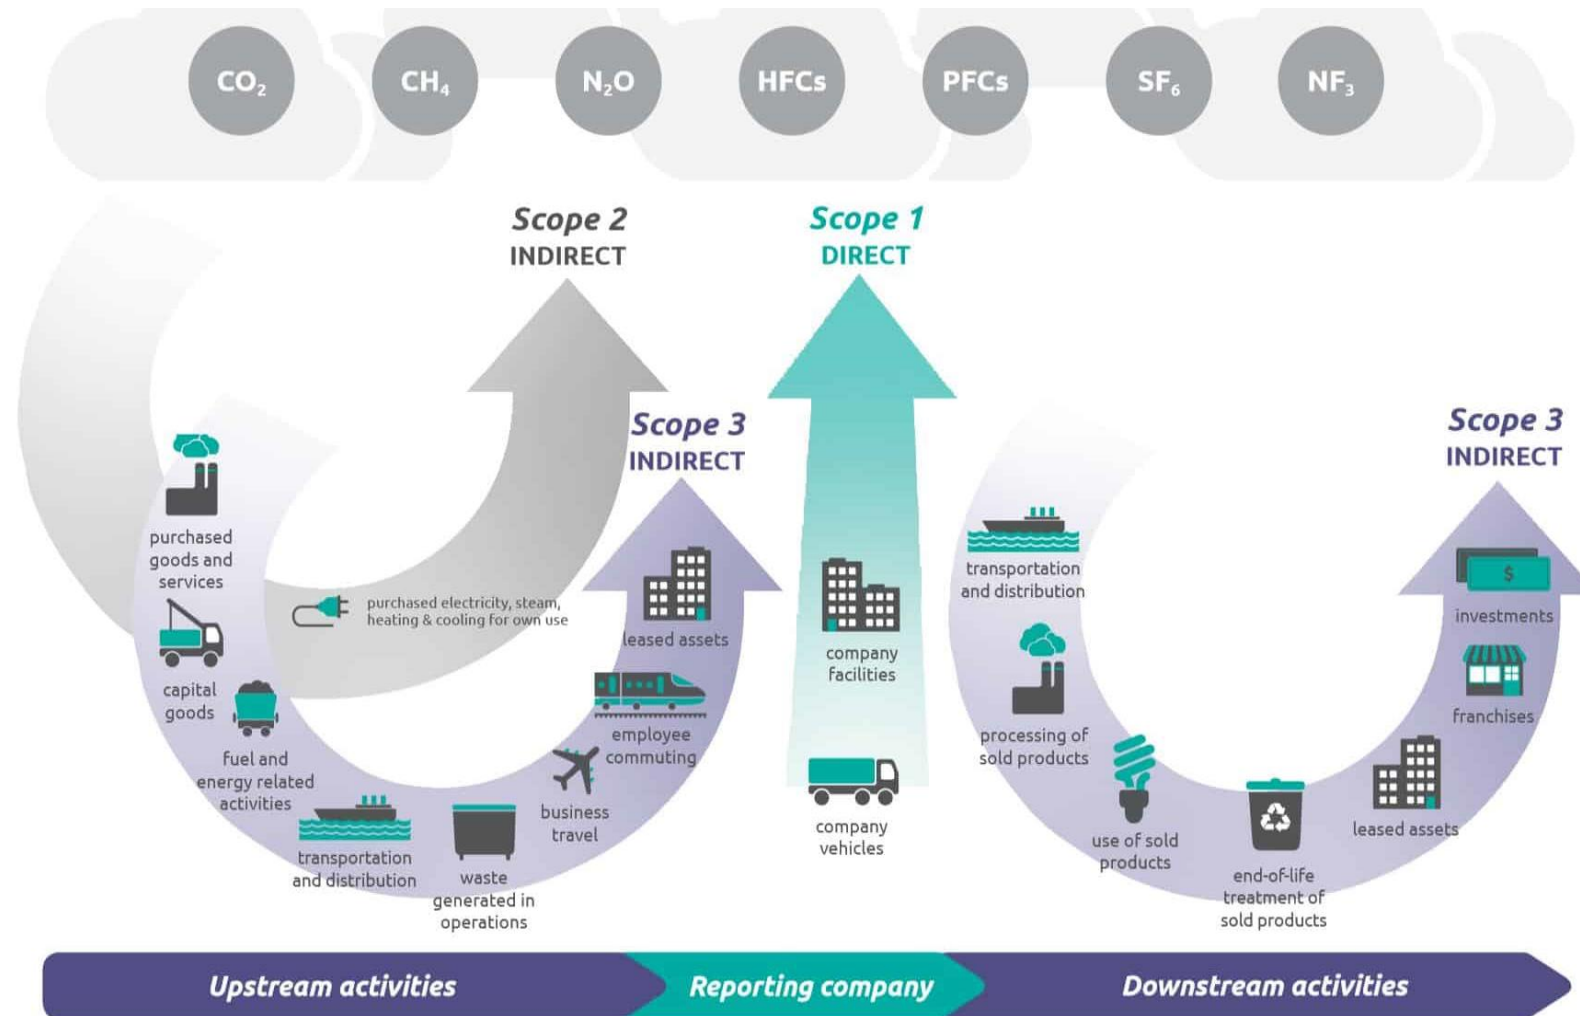 CO₂
CH₄
N₂O
HFCs
PFCs
SF₆
NF₃
Scope 2
INDIRECT
Scope 1
DIRECT
Scope 3
INDIRECT
Scope 3
INDIRECT
purchased
goods and
services
capital
goods
fuel and
energy related
activities
transportation
and distribution
waste
generated in
operations
business
travel
employee
commuting
leased assets
purchased electricity, steam,
heating & cooling for own use
company
facilities
company
vehicles
transportation
and distribution
processing of
sold products
use of sold
products
end-of-life
treatment of
sold products
leased assets
franchises
$
investments
Upstream activities
Reporting company
Downstream activities